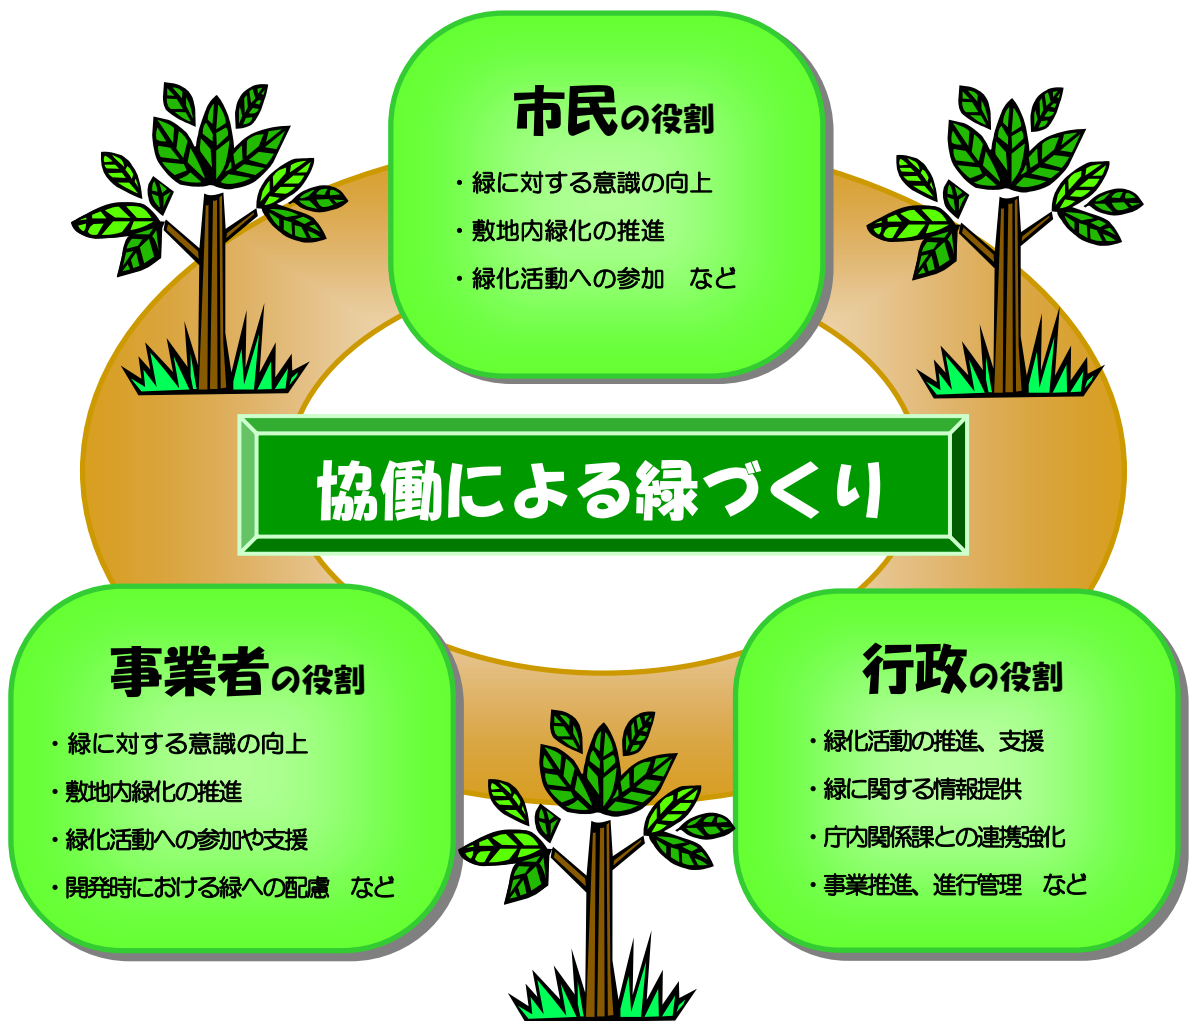 市民の役割
・緑に対する意識の向上
・敷地内緑化の推進
・緑化活動への参加　など
協働による緑づくり
事業者の役割
・緑に対する意識の向上
・敷地内緑化の推進
・緑化活動への参加や支援
・開発時における緑への配慮　など
行政の役割
・緑化活動の推進、支援
・緑に関する情報提供
・庁内関係課との連携強化
・事業推進、進行管理　など